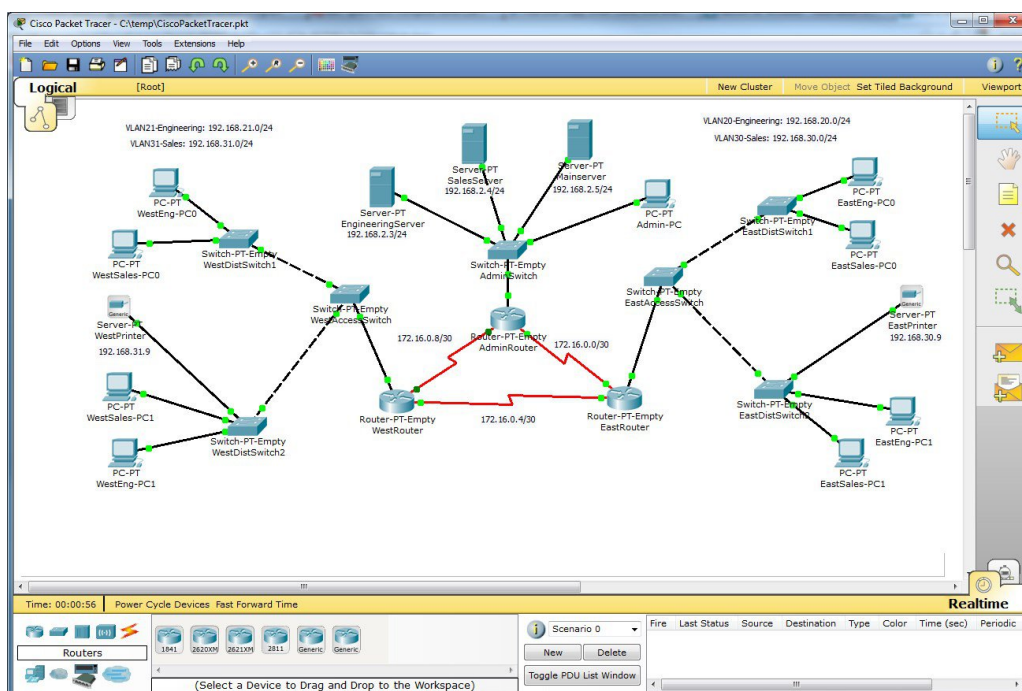 Cisco Packet Tracer - C:\temp\CiscoPacketTracer.pkt
File Edit Options View Tools Extensions Help
Logical [Root] New Cluster Move Object Set Tiled Background Viewport
VLAN21-Engineering: 192.168.21.0/24
VLAN31-Sales: 192.168.31.0/24
VLAN20-Engineering: 192.168.20.0/24
VLAN30-Sales: 192.168.30.0/24
PC-PT
WestEng-PC0
PC-PT
WestSales-PC0
Switch-PT-Empty
WestDistSwitch1
Server-PT
EngineeringServer
192.168.2.3/24
Server-PT
SalesServer
192.168.2.4/24
Server-PT
Mainserver
192.168.2.5/24
PC-PT
Admin-PC
Switch-PT-Empty
AdminSwitch
PC-PT
EastEng-PC0
Switch-PT-Empty
EastDistSwitch1
PC-PT
EastSales-PC0
Switch-PT-Empty
WestAccessSwitch
Switch-PT-Empty
EastAccessSwitch
Generic
Server-PT
WestPrinter
192.168.31.9
Generic
Server-PT
EastPrinter
192.168.30.9
Router-PT-Empty
AdminRouter
172.16.0.8/30
172.16.0.0/30
172.16.0.4/30
Router-PT-Empty
WestRouter
Router-PT-Empty
EastRouter
PC-PT
WestSales-PC1
Switch-PT-Empty
WestDistSwitch2
PC-PT
WestEng-PC1
Switch-PT-Empty
PC-PT
EastEng-PC1
PC-PT
EastSales-PC1
Time: 00:00:56 Power Cycle Devices Fast Forward Time Realtime
Routers
1841 2620XM 2621XM 2811 Generic Generic
(Select a Device to Drag and Drop to the Workspace)
Scenario 0
New Delete
Toggle PDU List Window
Fire Last Status Source Destination Type Color Time (sec) Periodic